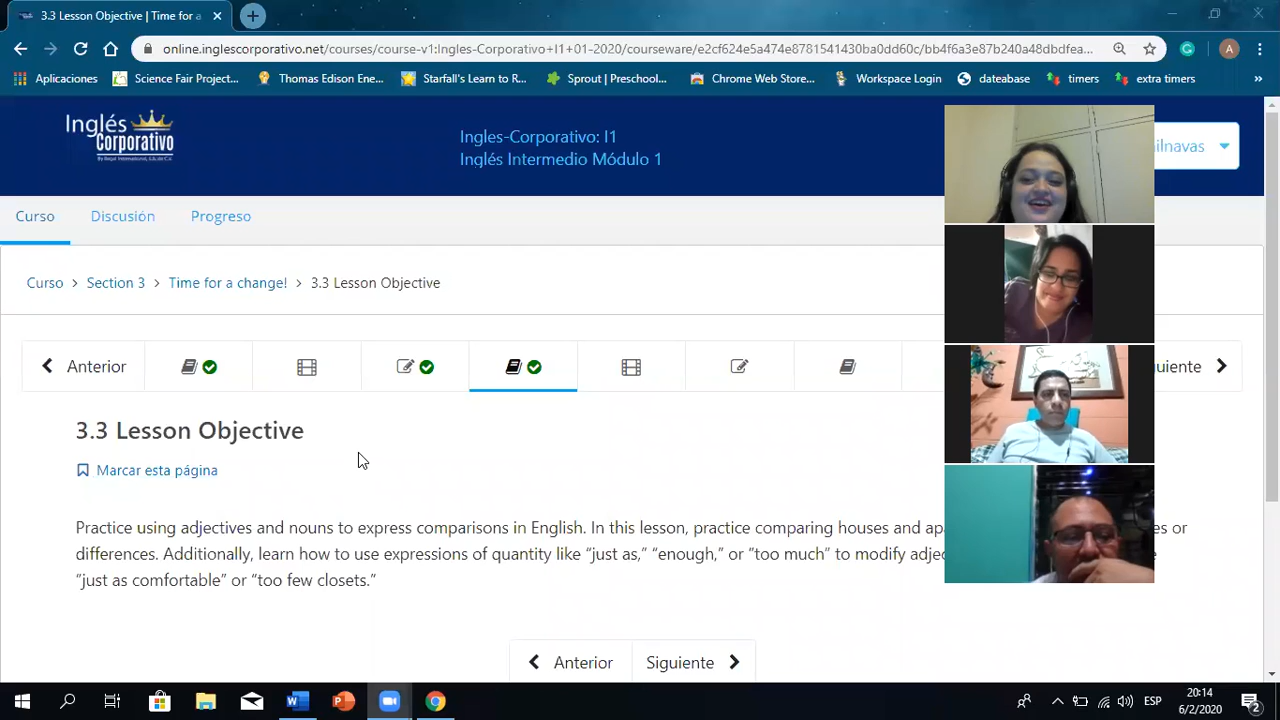 3.3 Lesson Objective | Time for a
online.inglescorporativo.net/courses/course-v1:Ingles-Corporativo+I1+01-2020/courseware/e2cf624e5a474e8781541430ba0dd60c/bb4f6a3e87b240a48dbdfea...
A
Aplicaciones
Science Fair Project...
Thomas Edison Ene...
Starfall's Learn to R...
Sprout | Preschool...
Chrome Web Store...
Workspace Login
dateabase
timers
extra timers
»
Inglés
Corporativo
Ingles-Corporativo: I1
Inglés Intermedio Módulo 1
ilnavas
Curso
Discusión
Progreso
Curso > Section 3 > Time for a change! > 3.3 Lesson Objective
Anterior
3.3 Lesson Objective
Marcar esta página
Practice using adjectives and nouns to express comparisons in English. In this lesson, practice comparing houses and
differences. Additionally, learn how to use expressions of quantity like “just as,” “enough,” or “too much” to modify
“just as comfortable” or “too few closets.”
Anterior
Siguiente
ESP
20:14
6/2/2020
2